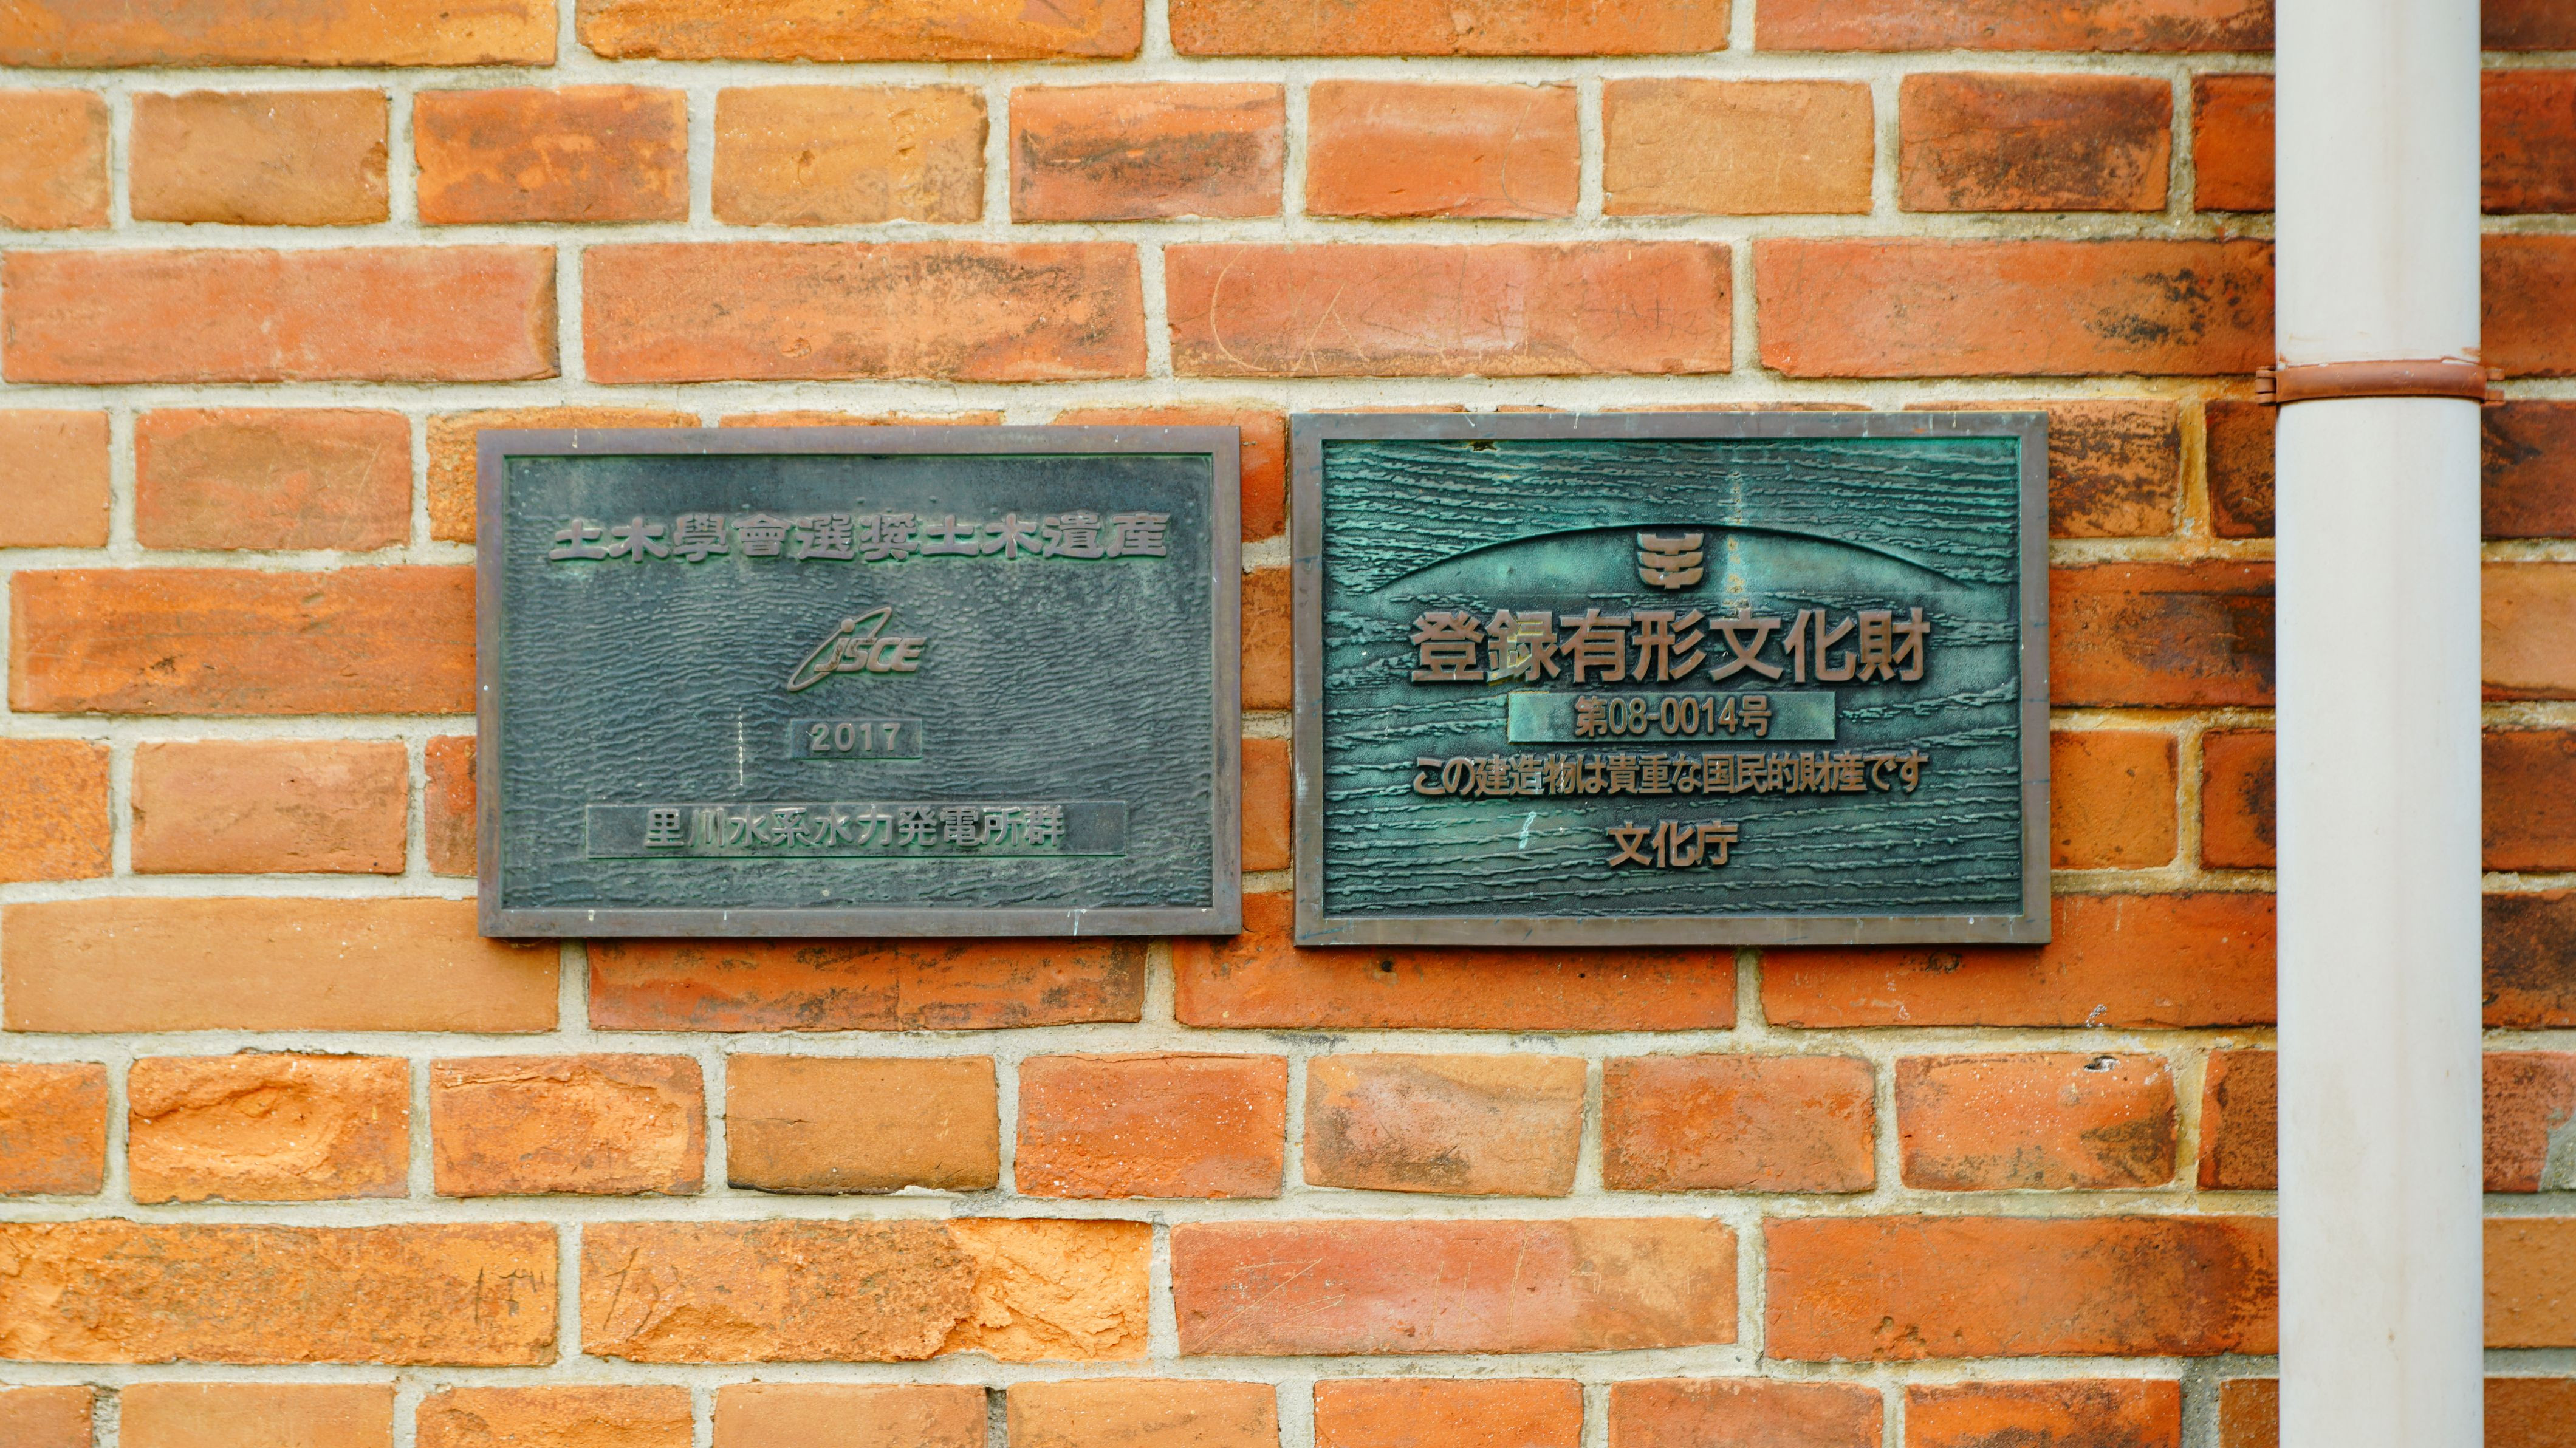 土木學會選奨土木遺産
JSCE
2017
里川水系水力発電所群
登録有形文化財
第08-0014号
この建造物は貴重な国民的財産です
文化庁